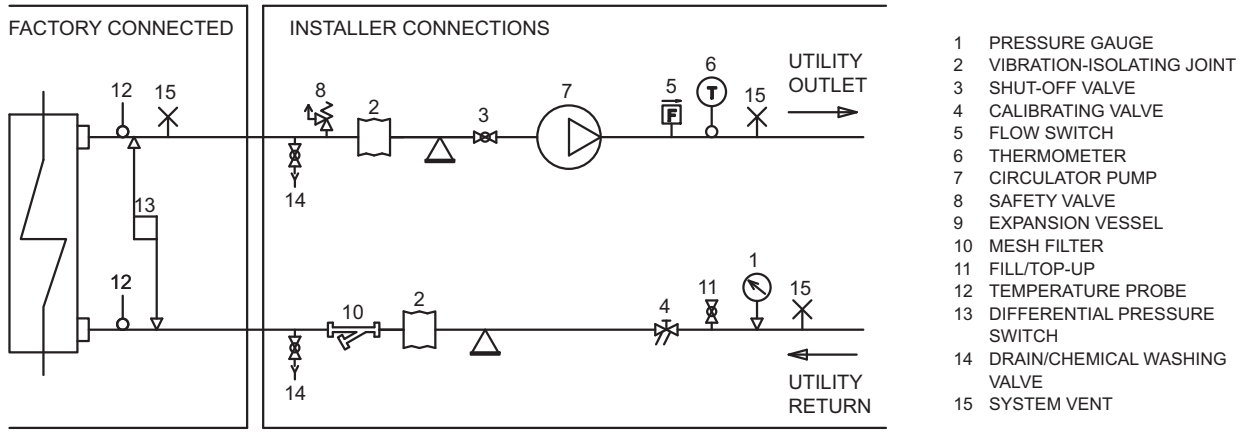 FACTORY CONNECTED
INSTALLER CONNECTIONS
UTILITY
OUTLET
12
15
8
2
3
7
5
F
6
T
15
14
13
12
10
2
4
11
1
15
14
UTILITY
RETURN
1 PRESSURE GAUGE
2 VIBRATION-ISOLATING JOINT
3 SHUT-OFF VALVE
4 CALIBRATING VALVE
5 FLOW SWITCH
6 THERMOMETER
7 CIRCULATOR PUMP
8 SAFETY VALVE
9 EXPANSION VESSEL
10 MESH FILTER
11 FILL/TOP-UP
12 TEMPERATURE PROBE
13 DIFFERENTIAL PRESSURE
SWITCH
14 DRAIN/CHEMICAL WASHING
VALVE
15 SYSTEM VENT